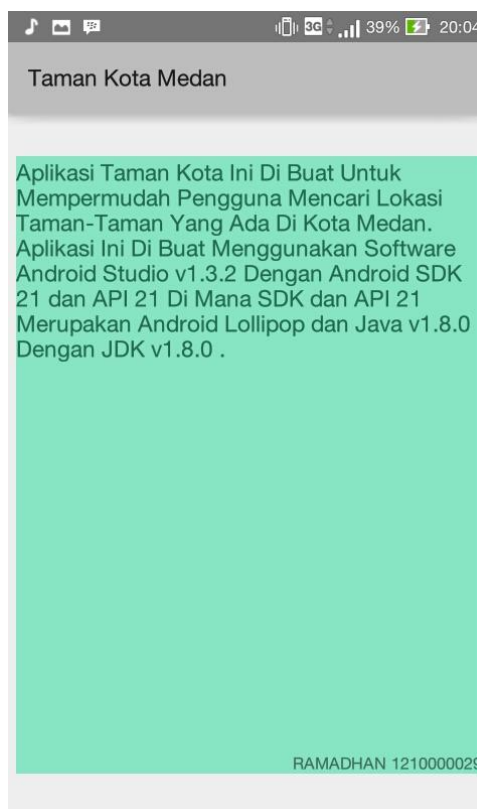 3G 39% 20:04
Taman Kota Medan
Aplikasi Taman Kota Ini Di Buat Untuk
Mempermudah Pengguna Mencari Lokasi
Taman-Taman Yang Ada Di Kota Medan.
Aplikasi Ini Di Buat Menggunakan Software
Android Studio v1.3.2 Dengan Android SDK
21 dan API 21 Di Mana SDK dan API 21
Merupakan Android Lollipop dan Java v1.8.0
Dengan JDK v1.8.0 .
RAMADHAN 1210000029